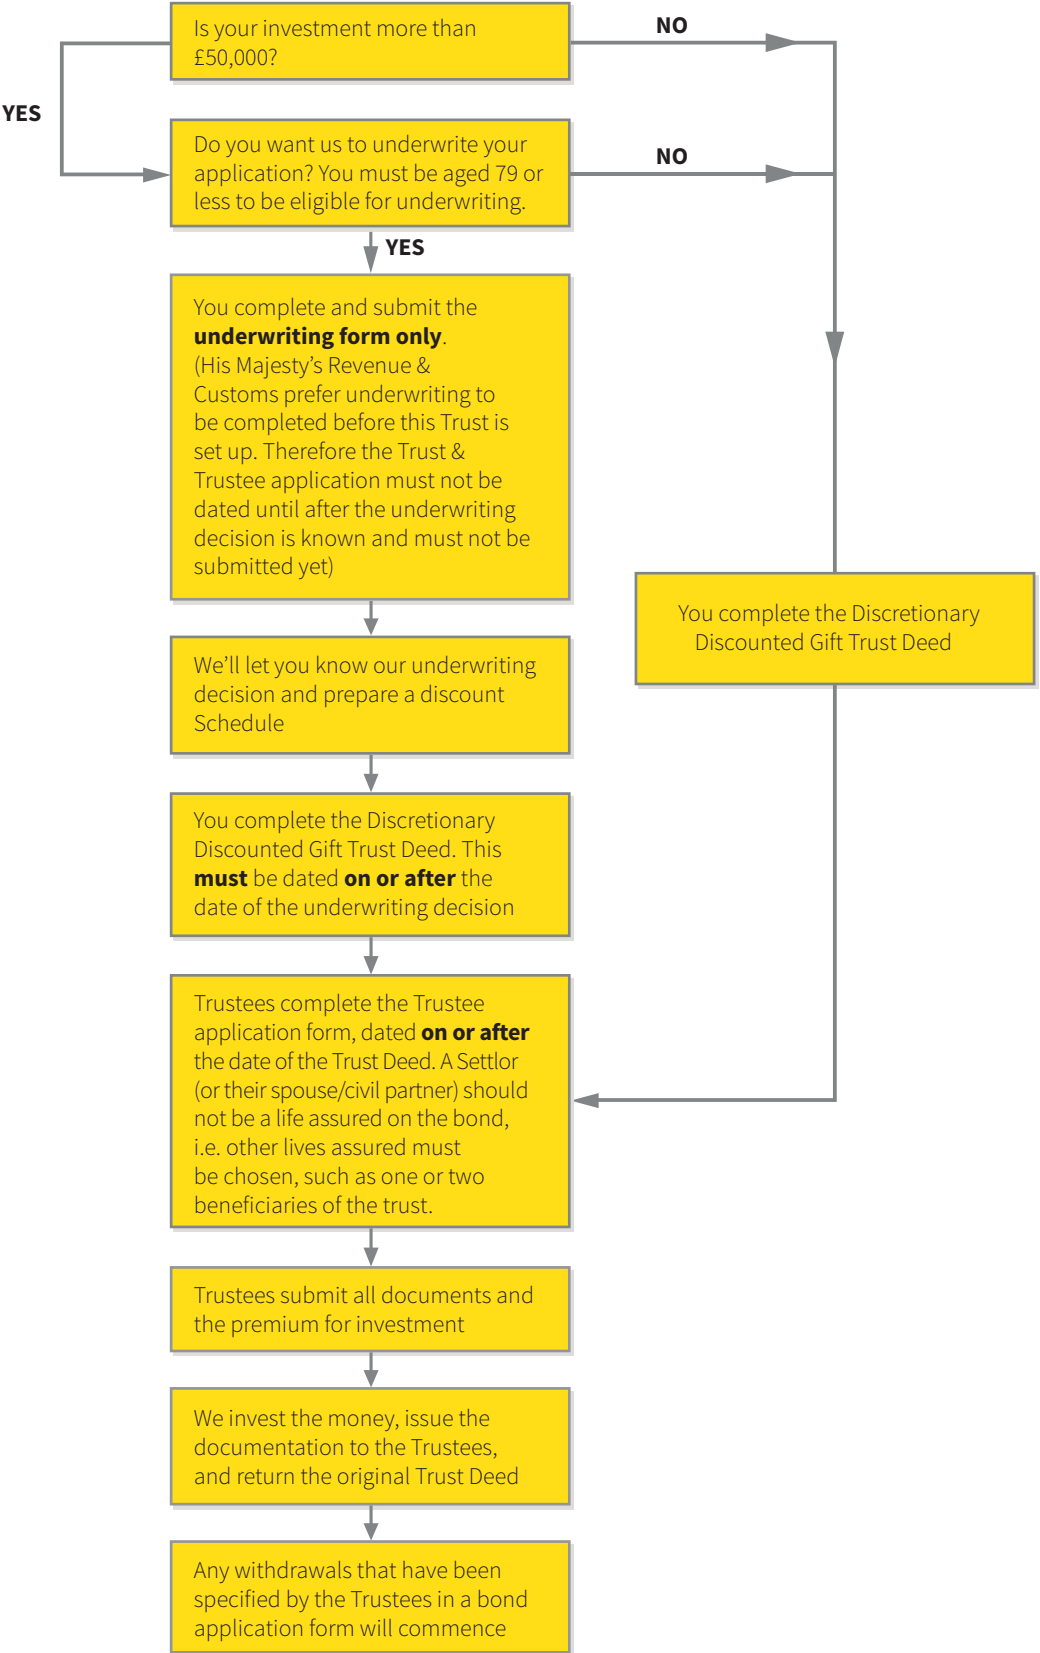 Is your investment more than
£50,000?
NO
YES
Do you want us to underwrite your
application? You must be aged 79 or
less to be eligible for underwriting.
NO
YES
You complete and submit the
underwriting form only.
(His Majesty’s Revenue &
Customs prefer underwriting to
be completed before this Trust is
set up. Therefore the Trust &
Trustee application must not be
dated until after the underwriting
decision is known and must not be
submitted yet)
You complete the Discretionary
Discounted Gift Trust Deed
We’ll let you know our underwriting
decision and prepare a discount
Schedule
You complete the Discretionary
Discounted Gift Trust Deed. This
must be dated on or after the
date of the underwriting decision
Trustees complete the Trustee
application form, dated on or after
the date of the Trust Deed. A Settlor
(or their spouse/civil partner) should
not be a life assured on the bond,
i.e. other lives assured must
be chosen, such as one or two
beneficiaries of the trust.
Trustees submit all documents and
the premium for investment
We invest the money, issue the
documentation to the Trustees,
and return the original Trust Deed
Any withdrawals that have been
specified by the Trustees in a bond
application form will commence